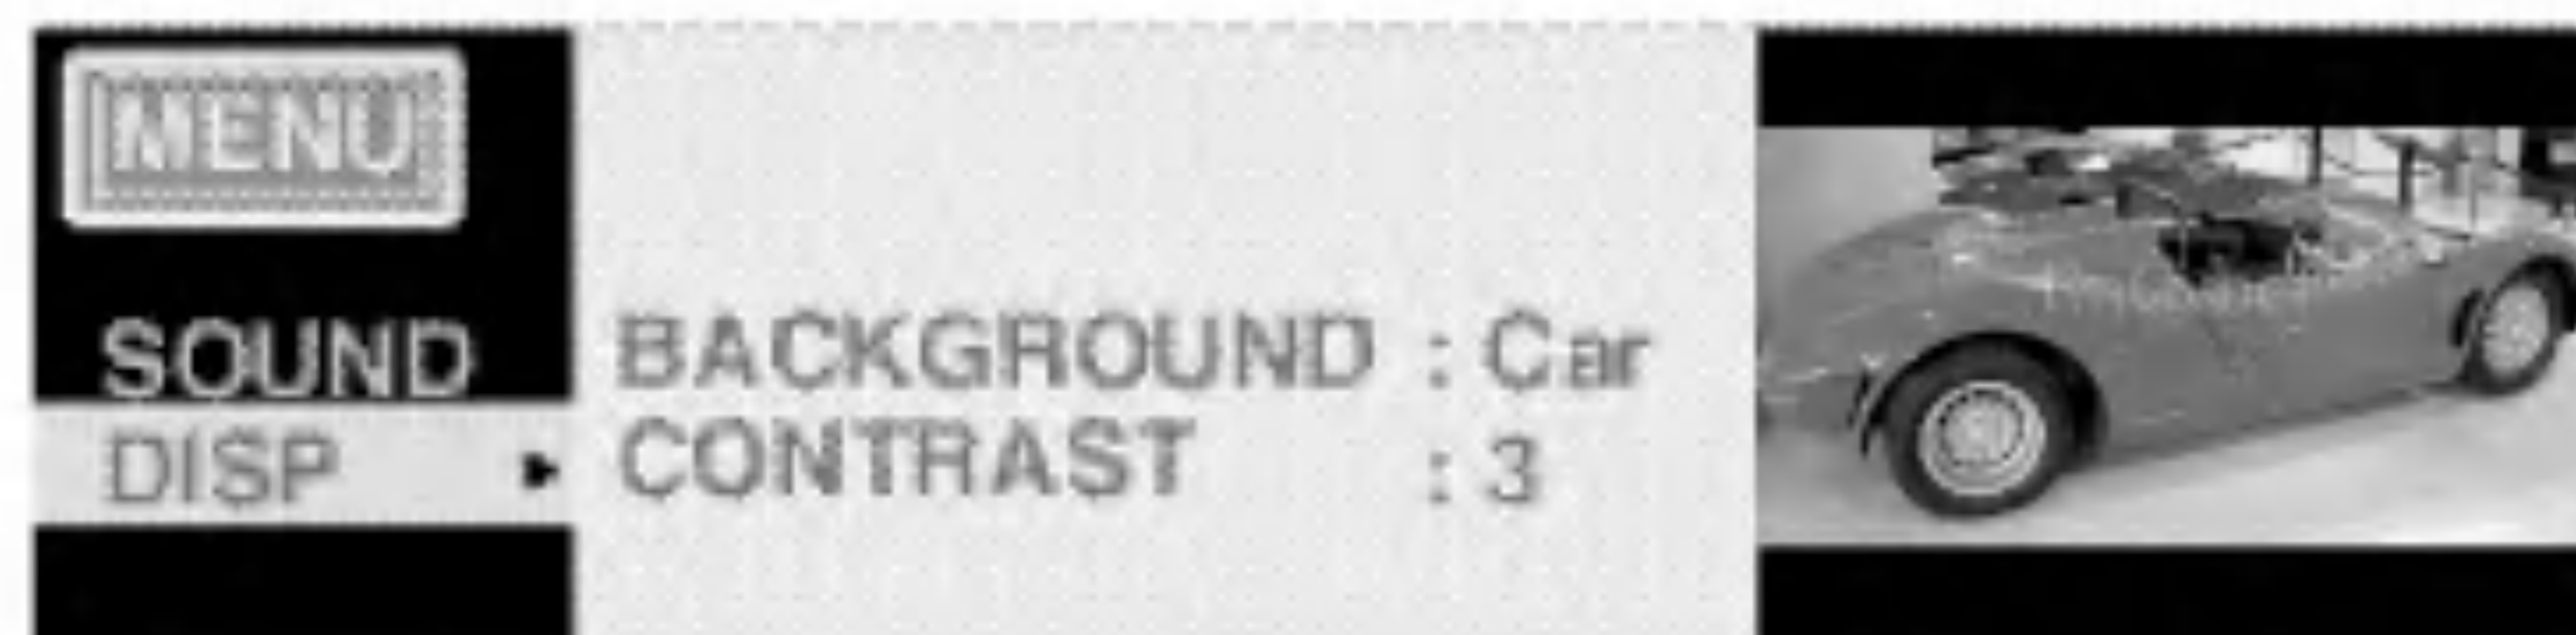 MENU
SOUND
DISP
BACKGROUND : Car
CONTRAST : 3